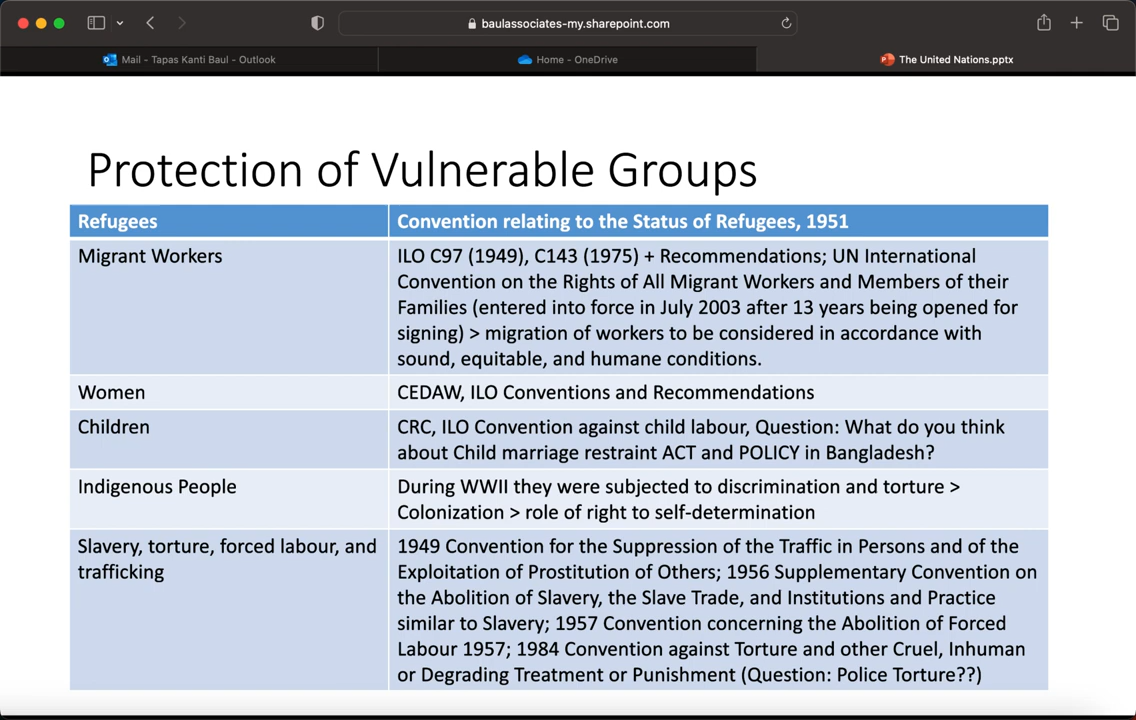 baulassociates-my.sharepoint.com
Mail - Tapas Kanti Baul - Outlook
Home - OneDrive
The United Nations.pptx
Protection of Vulnerable Groups
Refugees
Convention relating to the Status of Refugees, 1951
Migrant Workers
ILO C97 (1949), C143 (1975) + Recommendations; UN International
Convention on the Rights of All Migrant Workers and Members of their
Families (entered into force in July 2003 after 13 years being opened for
signing) > migration of workers to be considered in accordance with
sound, equitable, and humane conditions.
Women
CEDAW, ILO Conventions and Recommendations
Children
CRC, ILO Convention against child labour, Question: What do you think
about Child marriage restraint ACT and POLICY in Bangladesh?
Indigenous People
During WWII they were subjected to discrimination and torture >
Colonization > role of right to self-determination
Slavery, torture, forced labour, and
trafficking
1949 Convention for the Suppression of the Traffic in Persons and of the
Exploitation of Prostitution of Others; 1956 Supplementary Convention on
the Abolition of Slavery, the Slave Trade, and Institutions and Practice
similar to Slavery; 1957 Convention concerning the Abolition of Forced
Labour 1957; 1984 Convention against Torture and other Cruel, Inhuman
or Degrading Treatment or Punishment (Question: Police Torture??)